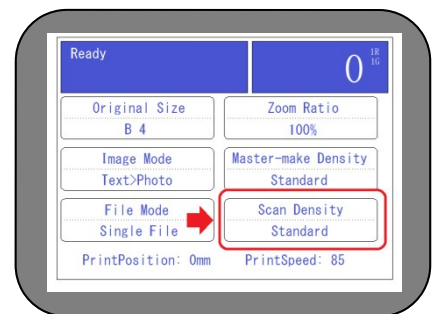 Ready
0 1R
1G
Original Size
B 4
Zoom Ratio
100%
Image Mode
Text>Photo
Master-make Density
Standard
File Mode
Single File
Scan Density
Standard
PrintPosition: 0mm PrintSpeed: 85